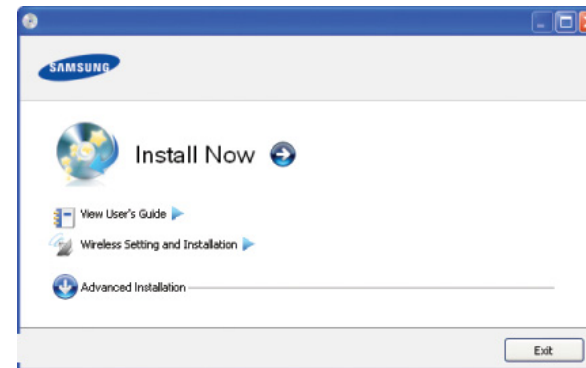 SAMSUNG
Install Now
View User's Guide
Wireless Setting and Installation
Advanced Installation
Exit